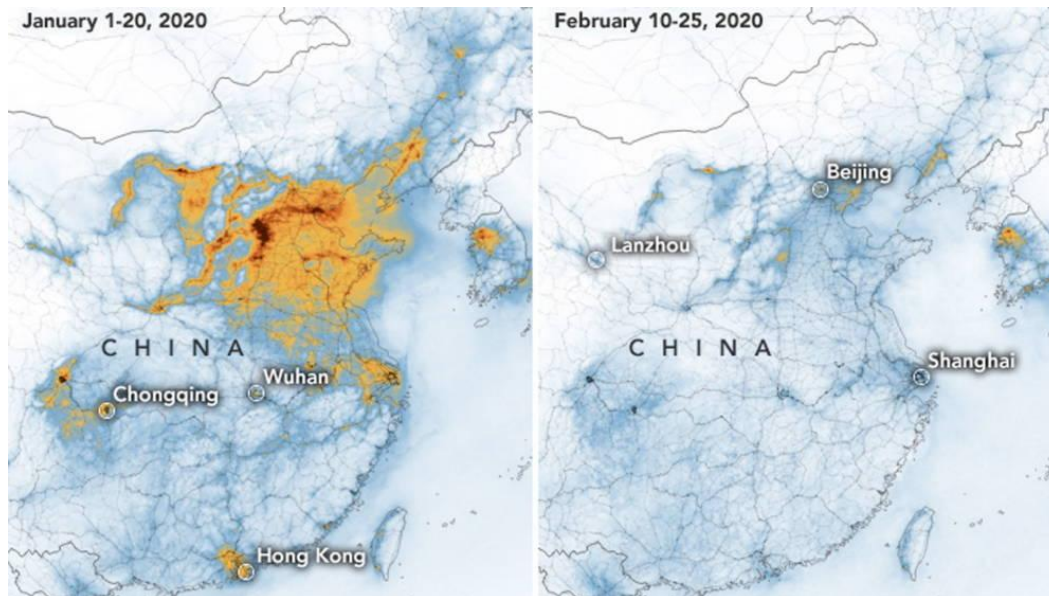 January 1-20, 2020
CHINA
Wuhan
Chongqing
Hong Kong
February 10-25, 2020
Beijing
Lanzhou
CHINA
Shanghai